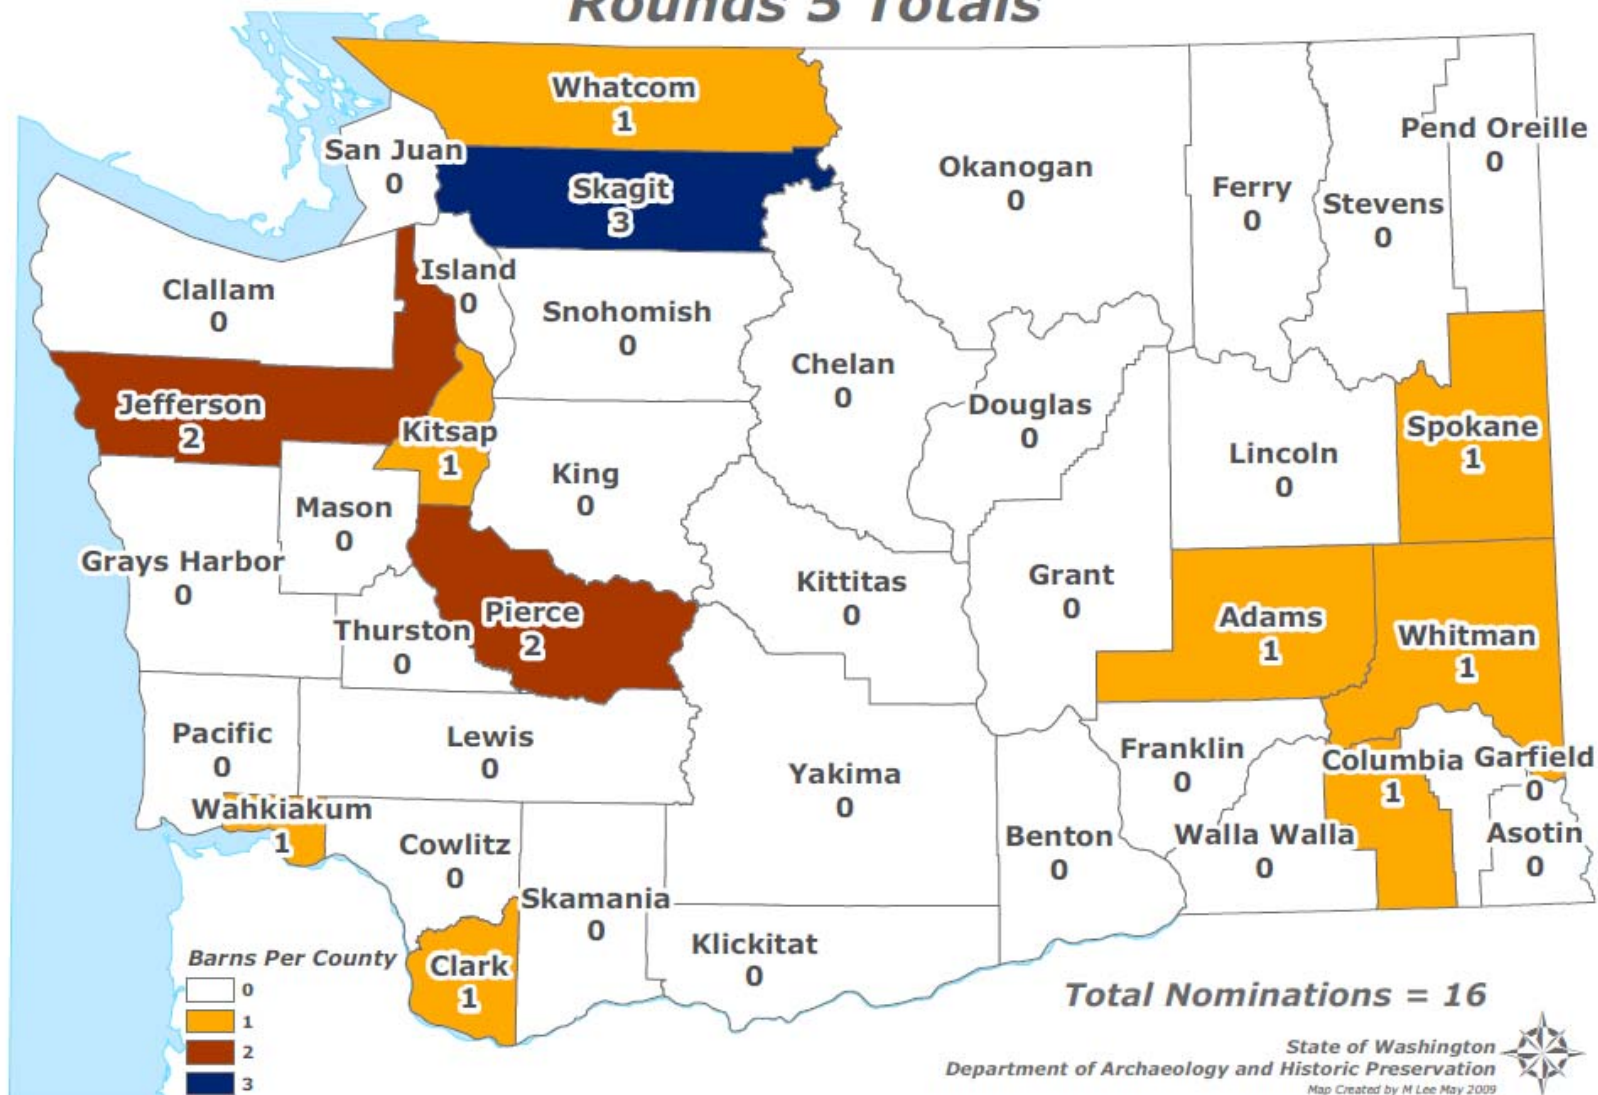 Rounds 5 Totals
Whatcom
1
San Juan
0
Skagit
3
Okanogan
0
Ferry
0
Stevens
0
Pend Oreille
0
Clallam
0
Island
0
Snohomish
0
Chelan
0
Douglas
0
Jefferson
2
Kitsap
1
King
0
Lincoln
0
Spokane
1
Mason
0
Grays Harbor
0
Thurston
0
Pierce
2
Kittitas
0
Grant
0
Adams
1
Whitman
1
Pacific
0
Lewis
0
Yakima
0
Franklin
0
Columbia
1
Garfield
0
Wahkiakum
1
Cowlitz
0
Benton
0
Walla Walla
0
Asotin
0
Skamania
0
Klickitat
0
Clark
1
Barns Per County
0
1
2
3
Total Nominations = 16
State of Washington
Department of Archaeology and Historic Preservation
Map Created by M Lee May 2009